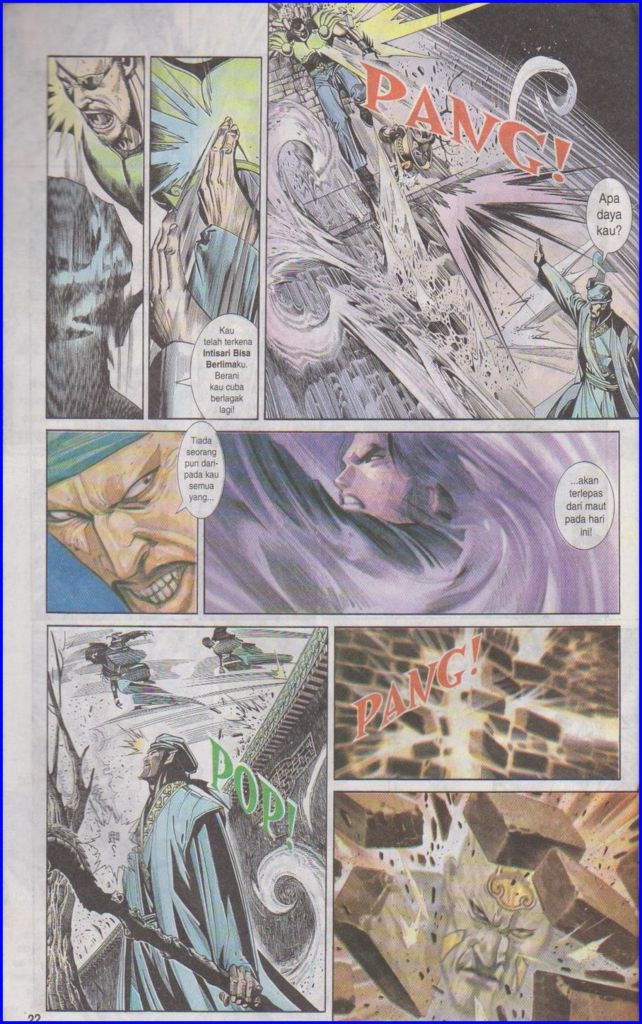 PANG!
Apa
daya
kau?
Kau
telah terkena
Intisari Bisa
Berlimaku.
Berani
kau cuba
berlagak
lagi!
Tiada
seorang
pun dari-
pada kau
semua
yang...
...akan
terlepas
dari maut
pada hari
ini!
POP!
PANG!
22